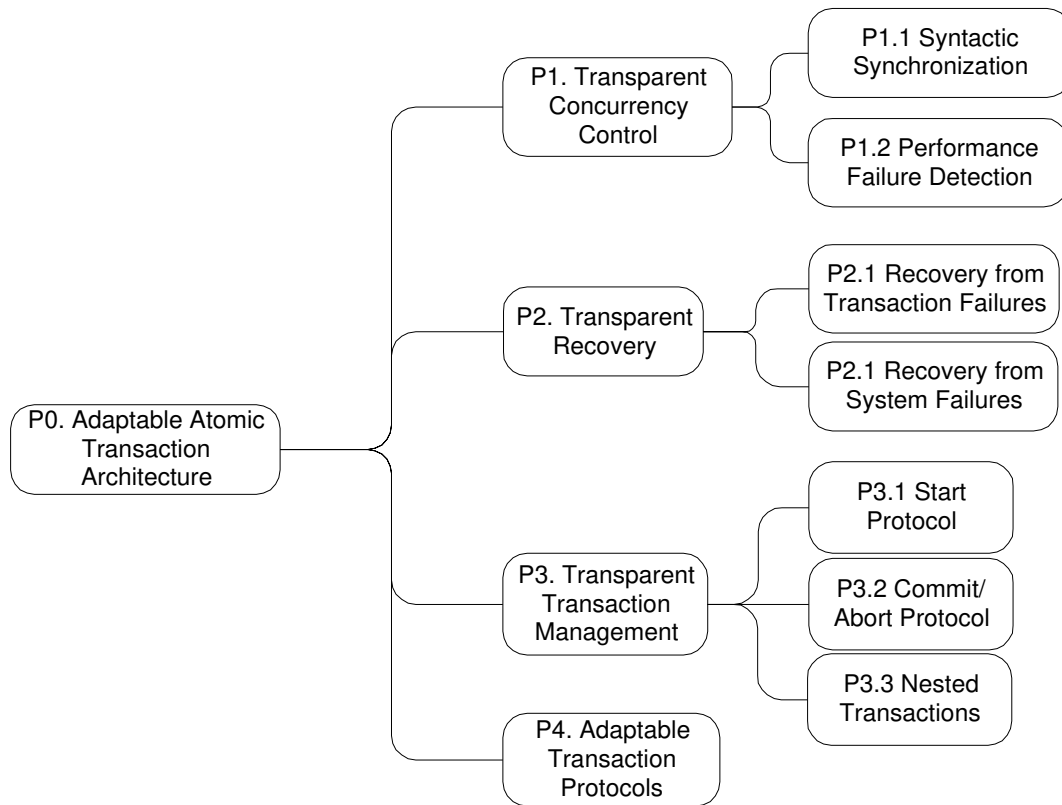 P0. Adaptable Atomic
Transaction
Architecture
P1. Transparent
Concurrency
Control
P1.1 Syntactic
Synchronization
P1.2 Performance
Failure Detection
P2. Transparent
Recovery
P2.1 Recovery from
Transaction Failures
P2.1 Recovery from
System Failures
P3. Transparent
Transaction
Management
P3.1 Start
Protocol
P3.2 Commit/
Abort Protocol
P3.3 Nested
Transactions
P4. Adaptable
Transaction
Protocols